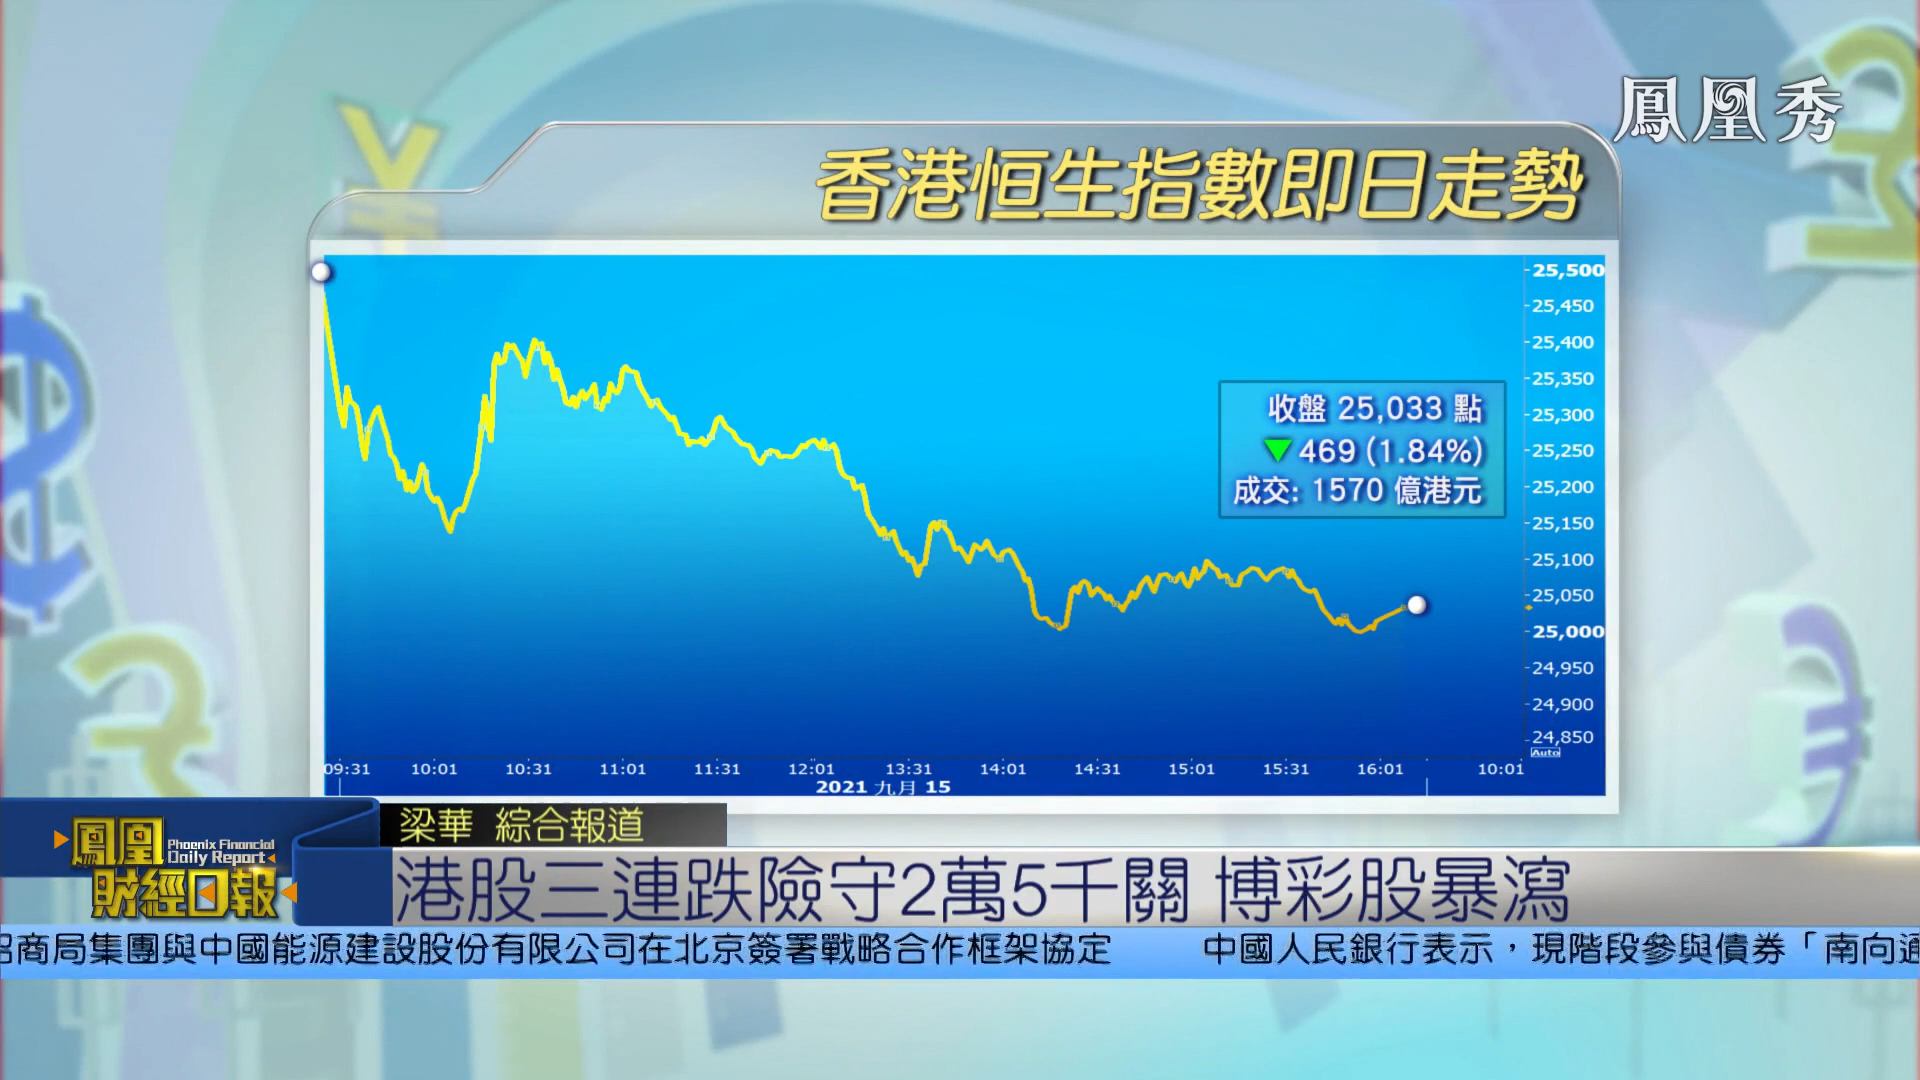 鳳凰秀
香港恒生指數即日走勢
25,500
25,450
25,400
25,350
25,300
25,250
25,200
25,150
25,100
25,050
25,000
24,950
24,900
24,850
Auto
收盤 25,033 點
▼ 469 (1.84%)
成交: 1570 億港元
09:31 10:01 10:31 11:01 11:31 12:01 13:31 14:01 14:31 15:01 15:31 16:01 10:01
2021 九月 15
梁華 綜合報道
鳳凰 Phoenix Financial
Daily Report
財經日報
港股三連跌險守2萬5千關 博彩股暴瀉
招商局集團與中國能源建設股份有限公司在北京簽署戰略合作框架協定 中國人民銀行表示，現階段參與債券「南向通